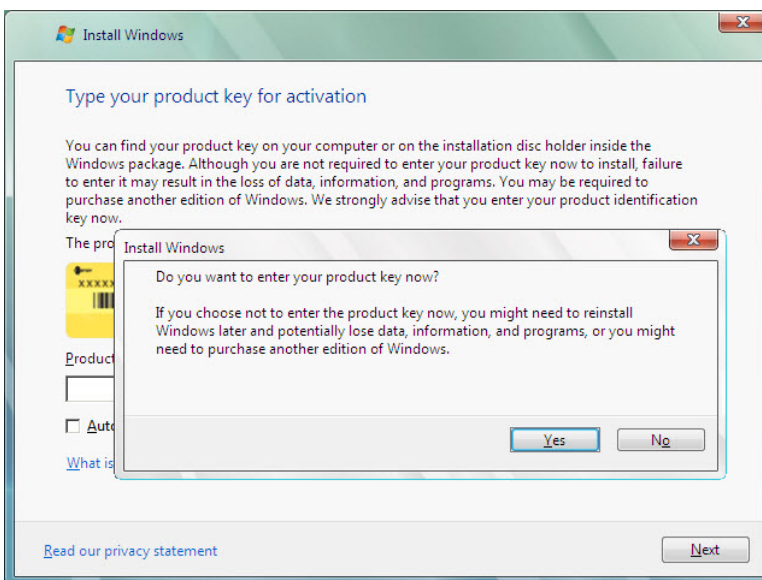 Install Windows
Type your product key for activation
You can find your product key on your computer or on the installation disc holder inside the
Windows package. Although you are not required to enter your product key now to install, failure
to enter it may result in the loss of data, information, and programs. You may be required to
purchase another edition of Windows. We strongly advise that you enter your product identification
key now.
The pro
Install Windows
Do you want to enter your product key now?
If you choose not to enter the product key now, you might need to reinstall
Windows later and potentially lose data, information, and programs, or you might
need to purchase another edition of Windows.
Yes
No
XXXXX
Product
Auto
What is
Read our privacy statement
Next